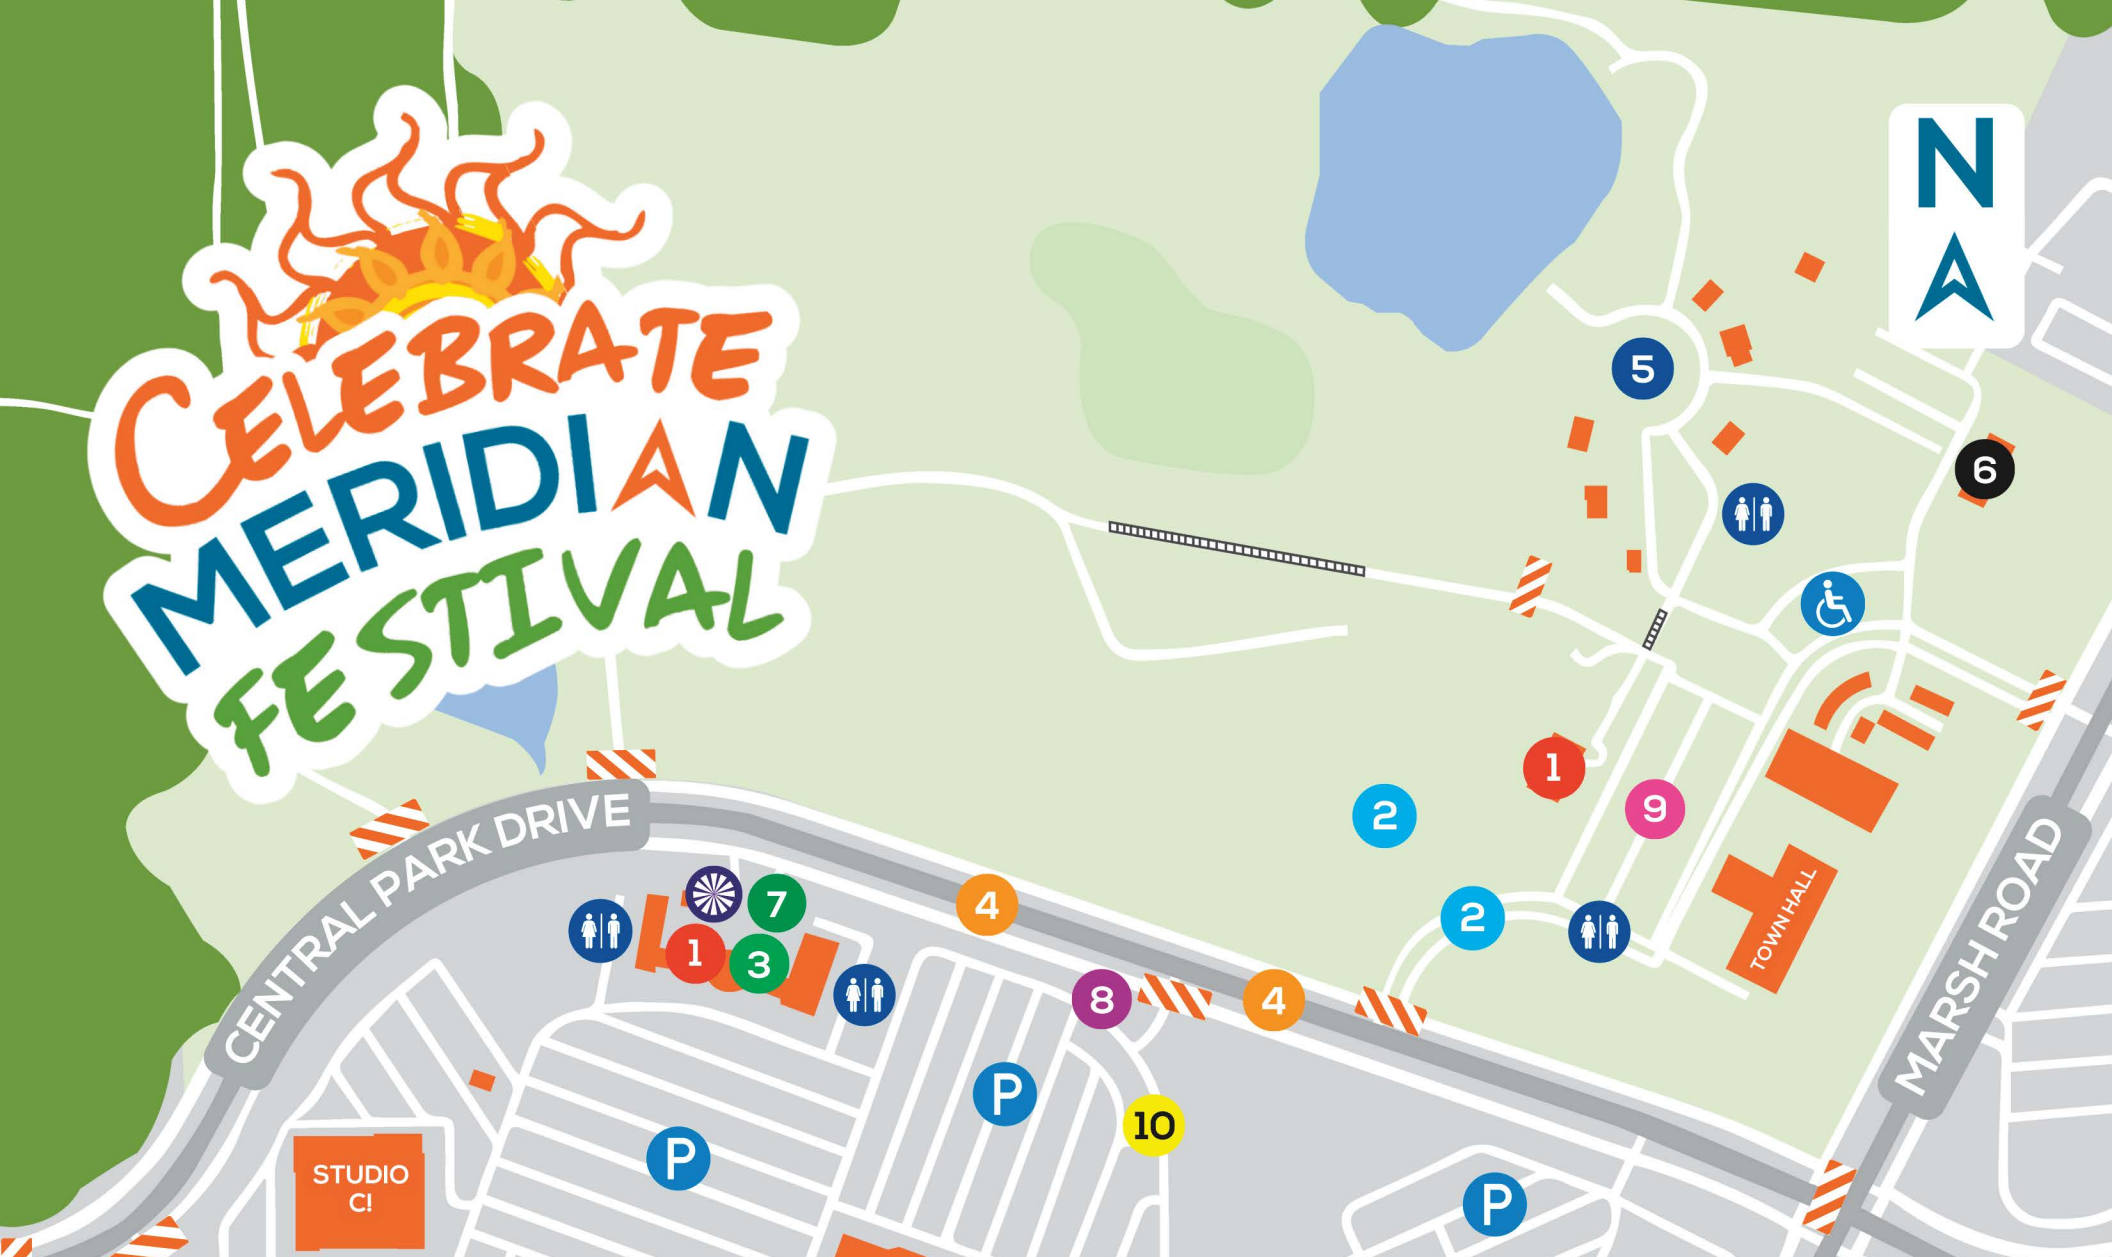 N
CELEBRATE
MERIDIAN
FESTIVAL
5
6
1
2
9
CENTRAL PARK DRIVE
7
4
2
1
3
8
4
TOWN HALL
MARSH ROAD
P
10
P
P
STUDIO
C!